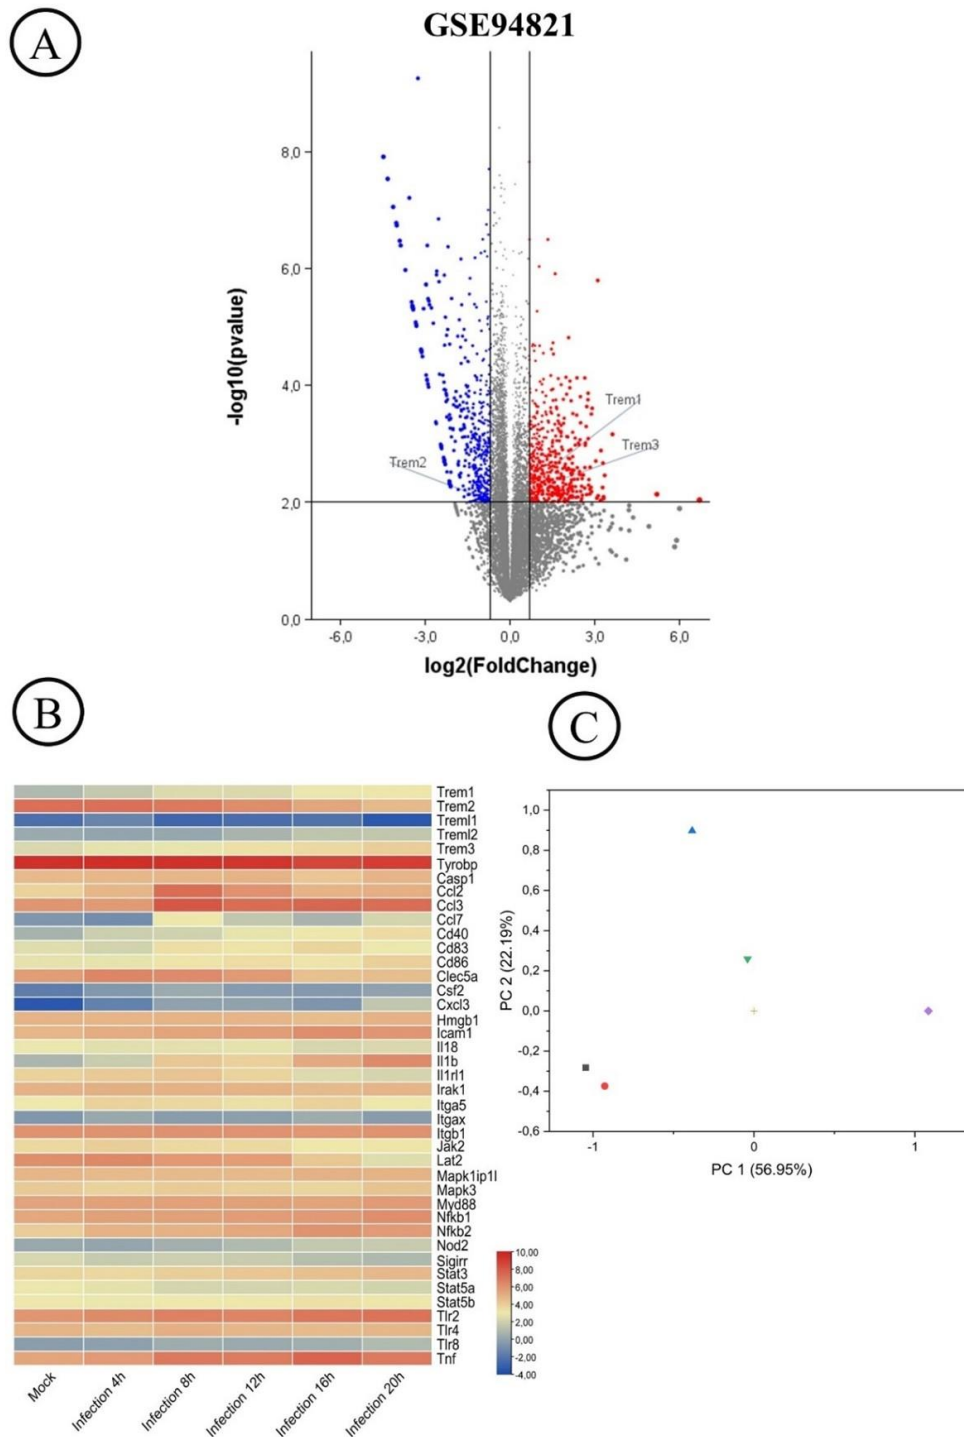 A
GSE94821
8,0
6,0
4,0
2,0
0,0
-log10(pvalue)
Trem1
Trem3
Trem2
-6,0 -3,0 0,0 3,0 6,0
log2(FoldChange)
B
Trem1
Trem2
Treml1
Treml2
Trem3
Tyrobp
Casp1
Ccl2
Ccl3
Ccl7
Cd40
Cd83
Cd86
Clec5a
Csf2
Cxcl3
Hmgb1
Icam1
Il18
Il1b
Il1rl1
Irak1
Itga5
Itgax
Itgb1
Jak2
Lat2
Mapk1ip1l
Mapk3
Myd88
Nfkb1
Nfkb2
Nod2
Sigirr
Stat3
Stat5a
Stat5b
Tlr2
Tlr4
Tlr8
Tnf
Mock Infection 4h Infection 8h Infection 12h Infection 16h Infection 20h
10,00
8,00
6,00
4,00
2,00
0,00
-2,00
-4,00
C
1,0
0,8
0,6
0,4
0,2
0,0
-0,2
-0,4
-0,6
PC 2 (22.19%)
-1 0 1
PC 1 (56.95%)